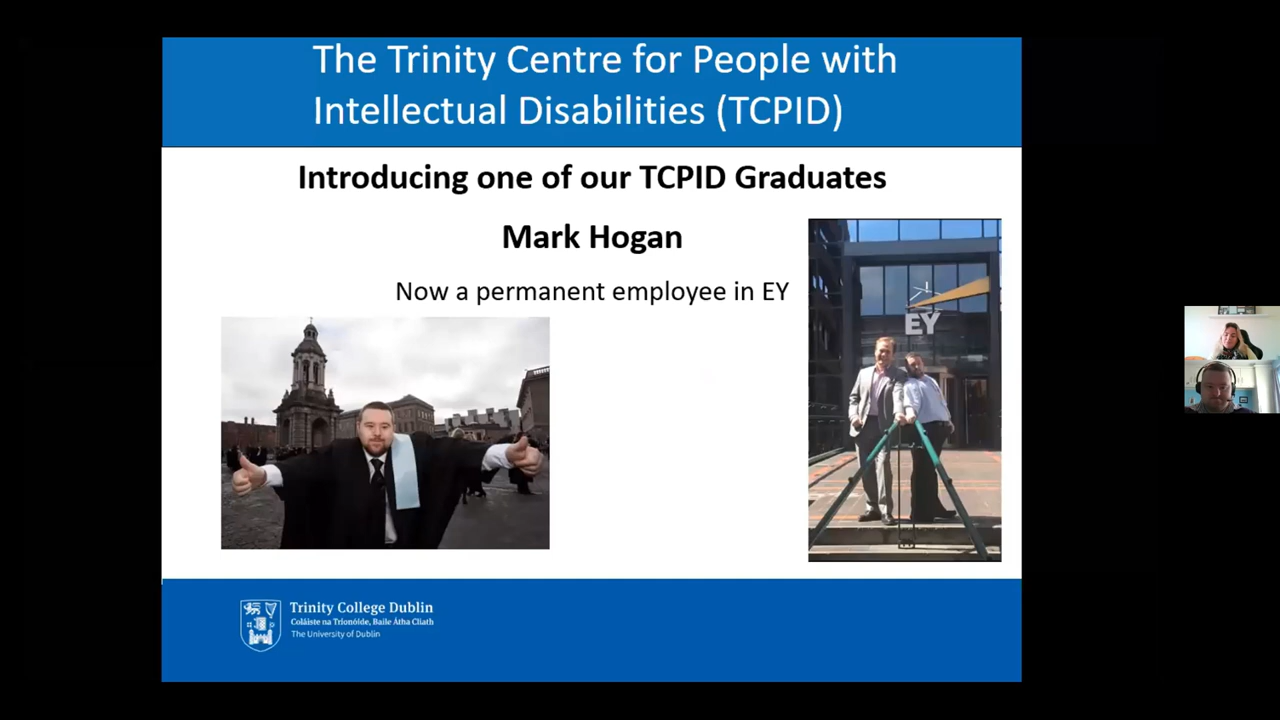 The Trinity Centre for People with
Intellectual Disabilities (TCPID)
Introducing one of our TCPID Graduates
Mark Hogan
Now a permanent employee in EY
EY
Trinity College Dublin
Coláiste na Tríonóide, Baile Átha Cliath
The University of Dublin